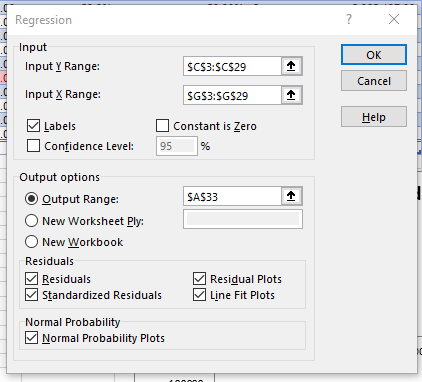 Regression
?
Input
Input Y Range:
$C$3:$C$29
Input X Range:
$G$3:$G$29
Labels
Constant is Zero
Confidence Level:
95
%
OK
Cancel
Help
Output options
Output Range:
$A$33
New Worksheet Ply:
New Workbook
Residuals
Residuals
Residual Plots
Standardized Residuals
Line Fit Plots
Normal Probability
Normal Probability Plots